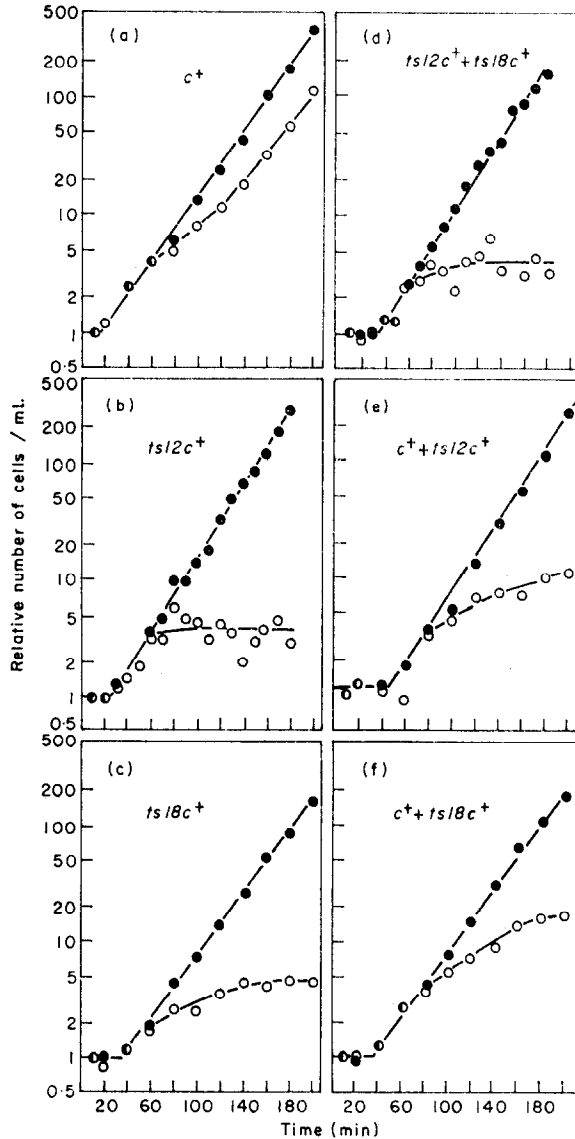 500
200
100
50
20
10
5
2
1
0·5
(a)
c⁺
(d)
ts12c⁺ + ts18c⁺
500
200
100
50
20
10
5
2
1
0·5
(b)
ts12c⁺
(e)
c⁺ + ts12c⁺
500
200
100
50
20
10
5
2
1
0·5
(c)
ts18c⁺
(f)
c⁺ + ts18c⁺
Relative number of cells / ml.
20 60 100 140 180
20 60 100 140 180
Time (min)